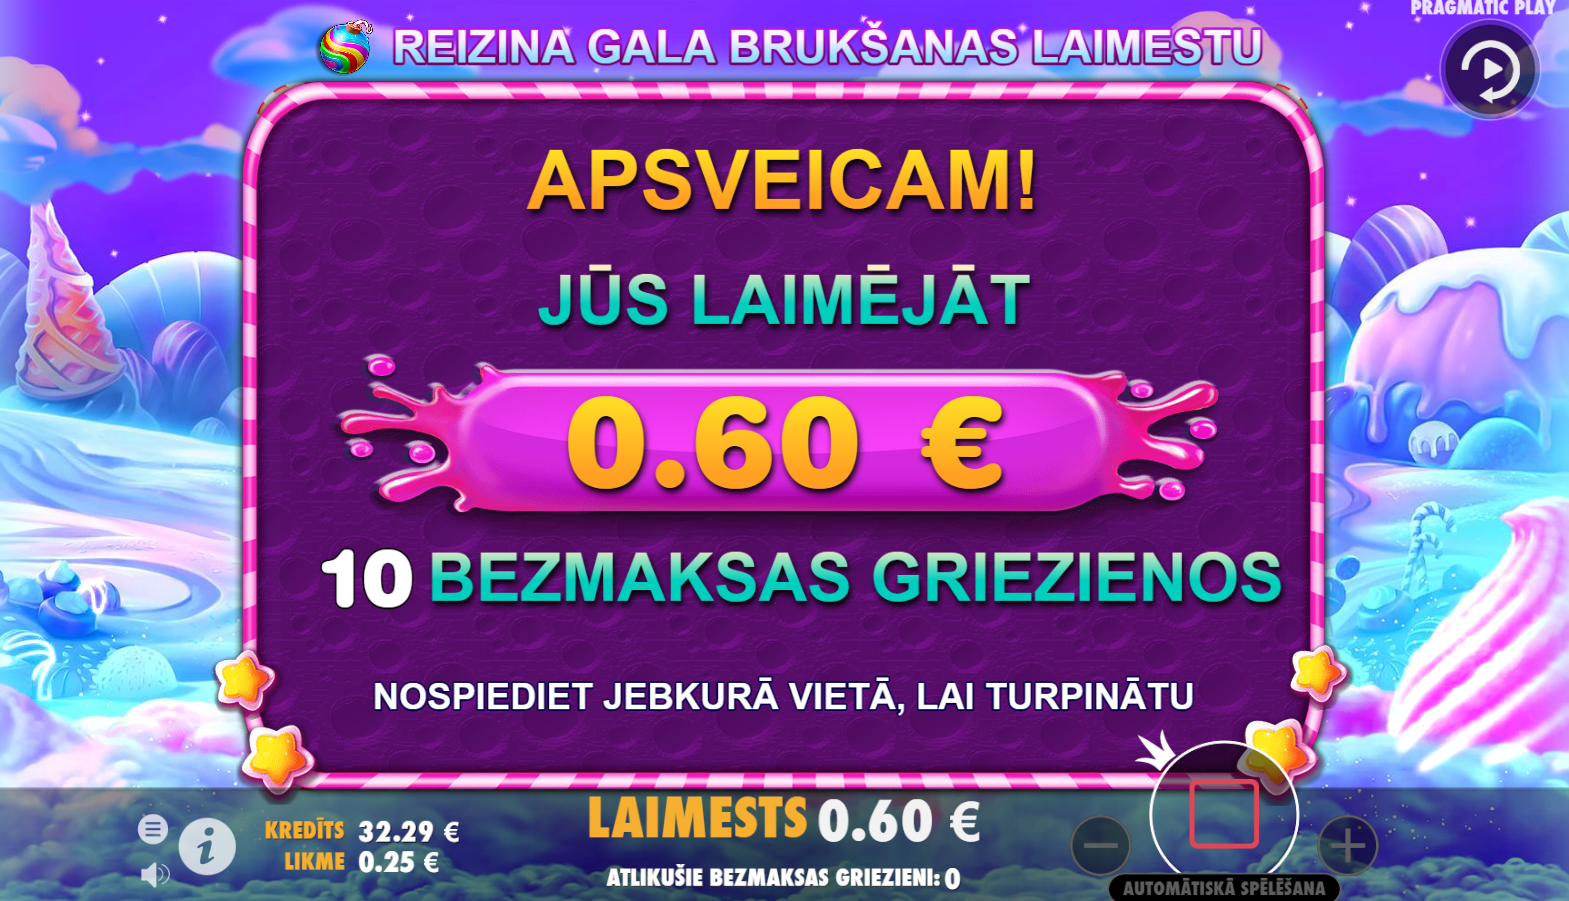 PRAGMATIC PLAY
REIZINA GALA BRUKŠANAS LAIMESTU
APSVEICAM!
JŪS LAIMĒJĀT
0.60 €
10 BEZMAKSAS GRIEZIENOS
NOSPIEDIET JEBKURĀ VIETĀ, LAI TURPINĀTU
KREDĪTS 32.29 €
LIKME 0.25 €
LAIMESTS 0.60 €
ATLIKUŠIE BEZMAKSAS GRIEZIENI: 0
AUTOMĀTISKĀ SPĒLĒŠANA